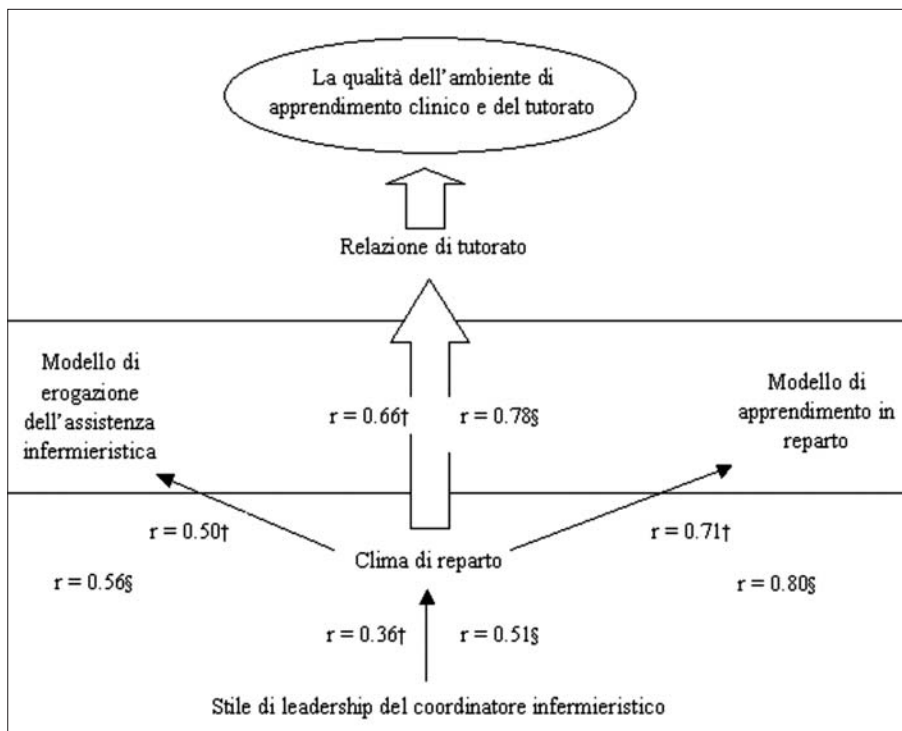 La qualità dell'ambiente di
apprendimento clinico e del tutorato
Relazione di tutorato
Modello di
erogazione
dell'assistenza
infermieristica
r = 0.66†
r = 0.78§
Modello di
apprendimento in
reparto
r = 0.50†
r = 0.71†
Clima di reparto
r = 0.56§
r = 0.80§
r = 0.36†
r = 0.51§
Stile di leadership del coordinatore infermieristico